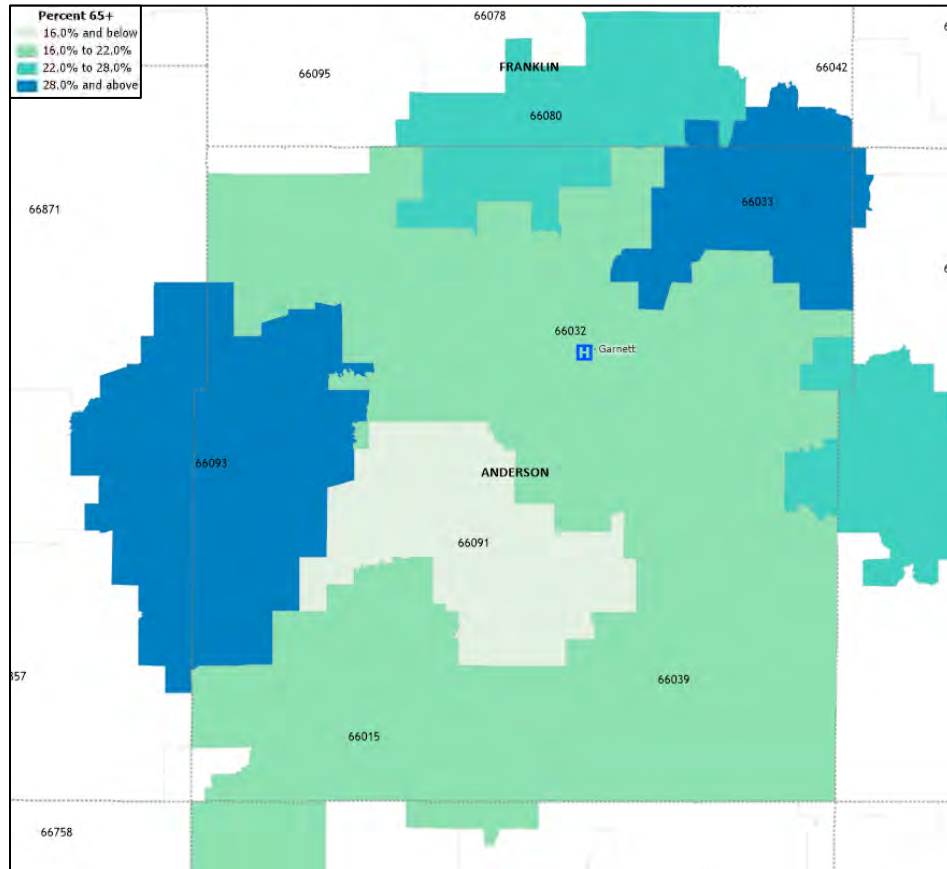 Percent 65+
16.0% and below
16.0% to 22.0%
22.0% to 28.0%
28.0% and above
66078
66095
FRANKLIN
66042
66080
66871
66033
66032
H Garnett
66093
ANDERSON
66091
66039
66015
66758